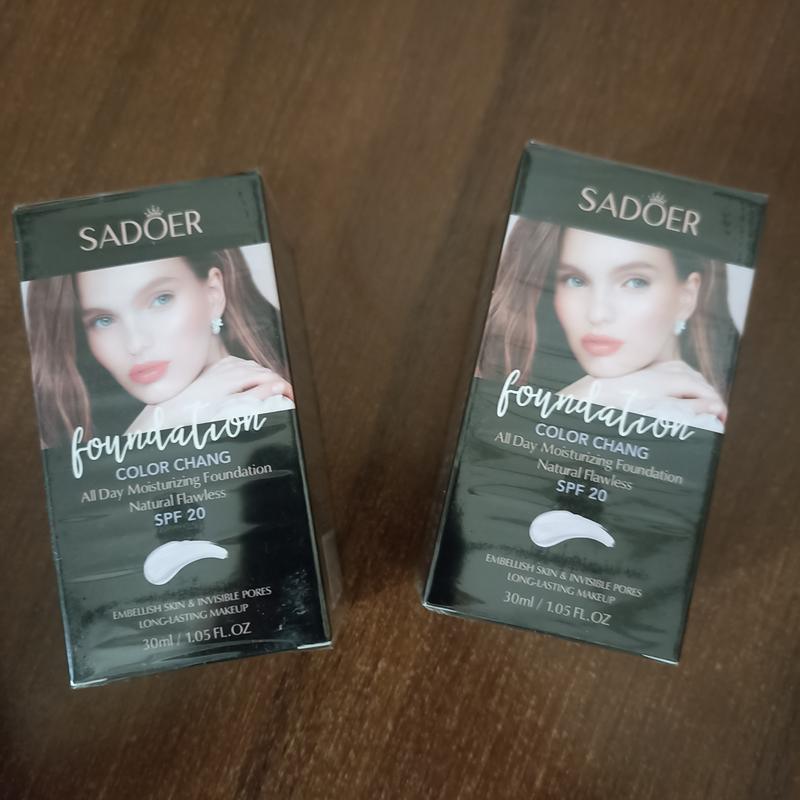 SADOER
foundation
COLOR CHANG
All Day Moisturizing Foundation
Natural Flawless
SPF 20
EMBELLISH SKIN & INVISIBLE PORES
LONG-LASTING MAKEUP
30ml / 1.05 FL.OZ
SADOER
foundation
COLOR CHANG
All Day Moisturizing Foundation
Natural Flawless
SPF 20
EMBELLISH SKIN & INVISIBLE PORES
LONG-LASTING MAKEUP
30ml / 1.05 FL.OZ